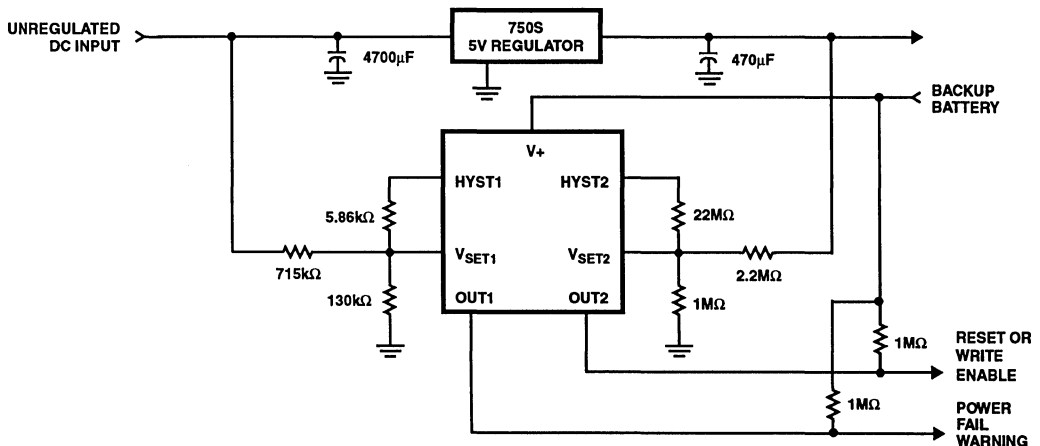 UNREGULATED
DC INPUT
4700µF
750S
5V REGULATOR
470µF
BACKUP
BATTERY
V+
HYST1
HYST2
5.86kΩ
22MΩ
VSET1
VSET2
715kΩ
2.2MΩ
130kΩ
OUT1
OUT2
1MΩ
1MΩ
RESET OR
WRITE
ENABLE
1MΩ
POWER
FAIL
WARNING